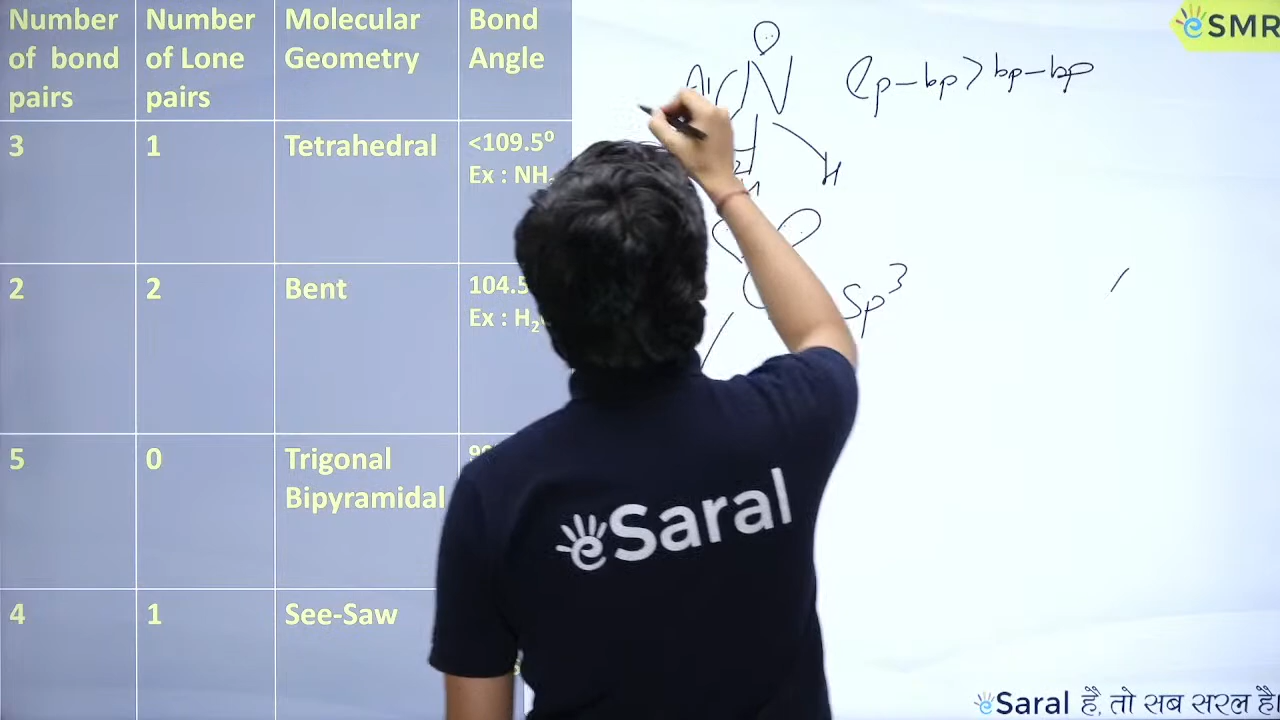 Number of bond pairs
Number of Lone pairs
Molecular Geometry
Bond Angle
3
1
Tetrahedral
<109.5⁰
Ex : NH
2
2
Bent
104.5
Ex : H₂
5
0
Trigonal Bipyramidal
4
1
See-Saw
N
lp-bp > bp-bp
H
sp³
eSaral
eSMR
eSaral है, तो सब सरल है।